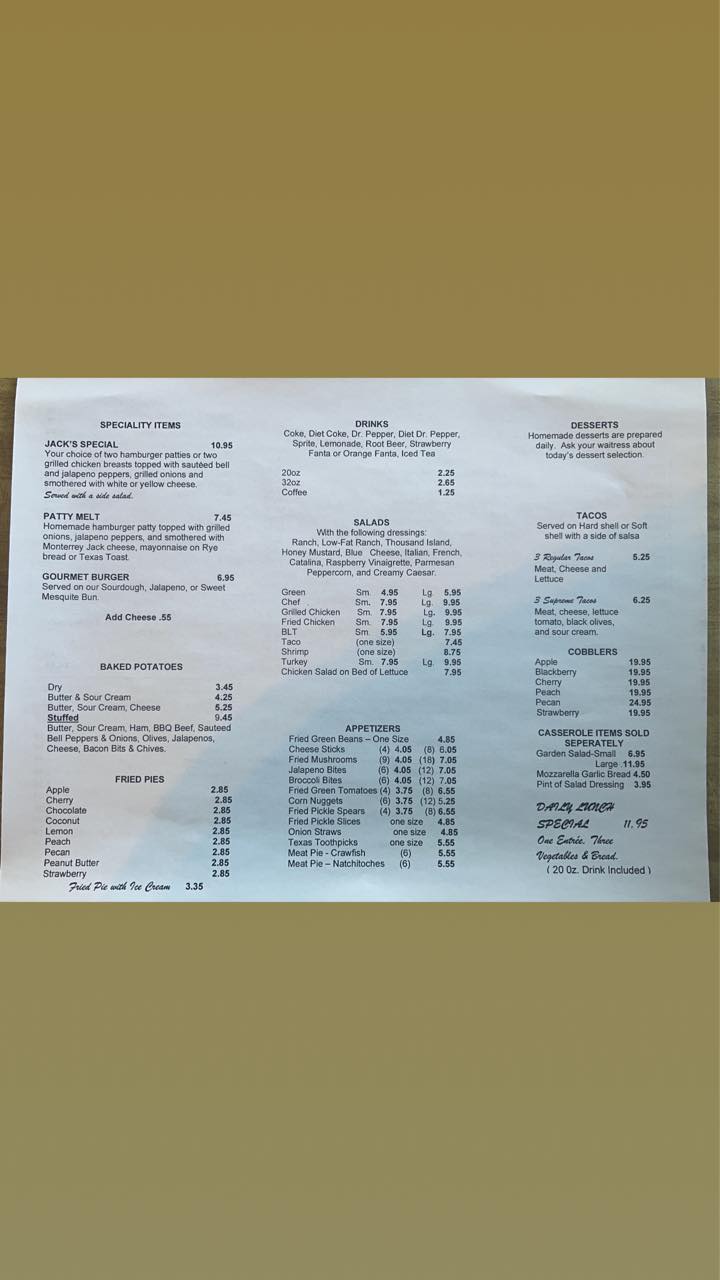 SPECIALITY ITEMS
JACK'S SPECIAL 10.95
Your choice of two hamburger patties or two
grilled chicken breasts topped with sautéed bell
and jalapeno peppers, grilled onions and
smothered with white or yellow cheese.
Served with a side salad.
PATTY MELT 7.45
Homemade hamburger patty topped with grilled
onions, jalapeno peppers, and smothered with
Monterrey Jack cheese, mayonnaise on Rye
bread or Texas Toast.
GOURMET BURGER 6.95
Served on our Sourdough, Jalapeno, or Sweet
Mesquite Bun.
Add Cheese .55
BAKED POTATOES
Dry 3.45
Butter & Sour Cream 4.25
Butter, Sour Cream, Cheese 5.25
Stuffed 9.45
Butter, Sour Cream, Ham, BBQ Beef, Sauteed
Bell Peppers & Onions, Olives, Jalapenos,
Cheese, Bacon Bits & Chives.
FRIED PIES
Apple 2.85
Cherry 2.85
Chocolate 2.85
Coconut 2.85
Lemon 2.85
Peach 2.85
Pecan 2.85
Peanut Butter 2.85
Strawberry 2.85
Fried Pie with Ice Cream 3.35
DRINKS
Coke, Diet Coke, Dr. Pepper, Diet Dr. Pepper,
Sprite, Lemonade, Root Beer, Strawberry
Fanta or Orange Fanta, Iced Tea
20oz 2.25
32oz 2.65
Coffee 1.25
SALADS
With the following dressings:
Ranch, Low-Fat Ranch, Thousand Island,
Honey Mustard, Blue Cheese, Italian, French,
Catalina, Raspberry Vinaigrette, Parmesan
Peppercorn, and Creamy Caesar.
Green Sm. 4.95 Lg. 5.95
Chef Sm. 7.95 Lg. 9.95
Grilled Chicken Sm. 7.95 Lg. 9.95
Fried Chicken Sm. 7.95 Lg. 9.95
BLT Sm. 5.95 Lg. 7.95
Taco (one size) 7.45
Shrimp (one size) 8.75
Turkey Sm. 7.95 Lg. 9.95
Chicken Salad on Bed of Lettuce 7.95
APPETIZERS
Fried Green Beans – One Size 4.85
Cheese Sticks (4) 4.05 (8) 6.05
Fried Mushrooms (9) 4.05 (18) 7.05
Jalapeno Bites (6) 4.05 (12) 7.05
Broccoli Bites (6) 4.05 (12) 7.05
Fried Green Tomatoes (4) 3.75 (8) 6.55
Corn Nuggets (6) 3.75 (12) 5.25
Fried Pickle Spears (4) 3.75 (8) 6.55
Fried Pickle Slices one size 4.85
Onion Straws one size 4.85
Texas Toothpicks one size 5.55
Meat Pie - Crawfish (6) 5.55
Meat Pie – Natchitoches (6) 5.55
DESSERTS
Homemade desserts are prepared
daily. Ask your waitress about
today's dessert selection.
TACOS
Served on Hard shell or Soft
shell with a side of salsa
3 Regular Tacos 5.25
Meat, Cheese and
Lettuce
3 Supreme Tacos 6.25
Meat, cheese, lettuce
tomato, black olives,
and sour cream.
COBBLERS
Apple 19.95
Blackberry 19.95
Cherry 19.95
Peach 19.95
Pecan 24.95
Strawberry 19.95
CASSEROLE ITEMS SOLD
SEPERATELY
Garden Salad-Small 6.95
Large 11.95
Mozzarella Garlic Bread 4.50
Pint of Salad Dressing 3.95
DAILY LUNCH
SPECIAL 11.95
One Entrée, Three
Vegetables & Bread.
( 20 Oz. Drink Included )